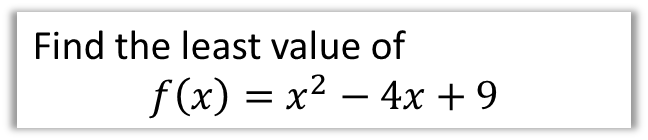 Find the least value of
f(x) = x² − 4x + 9